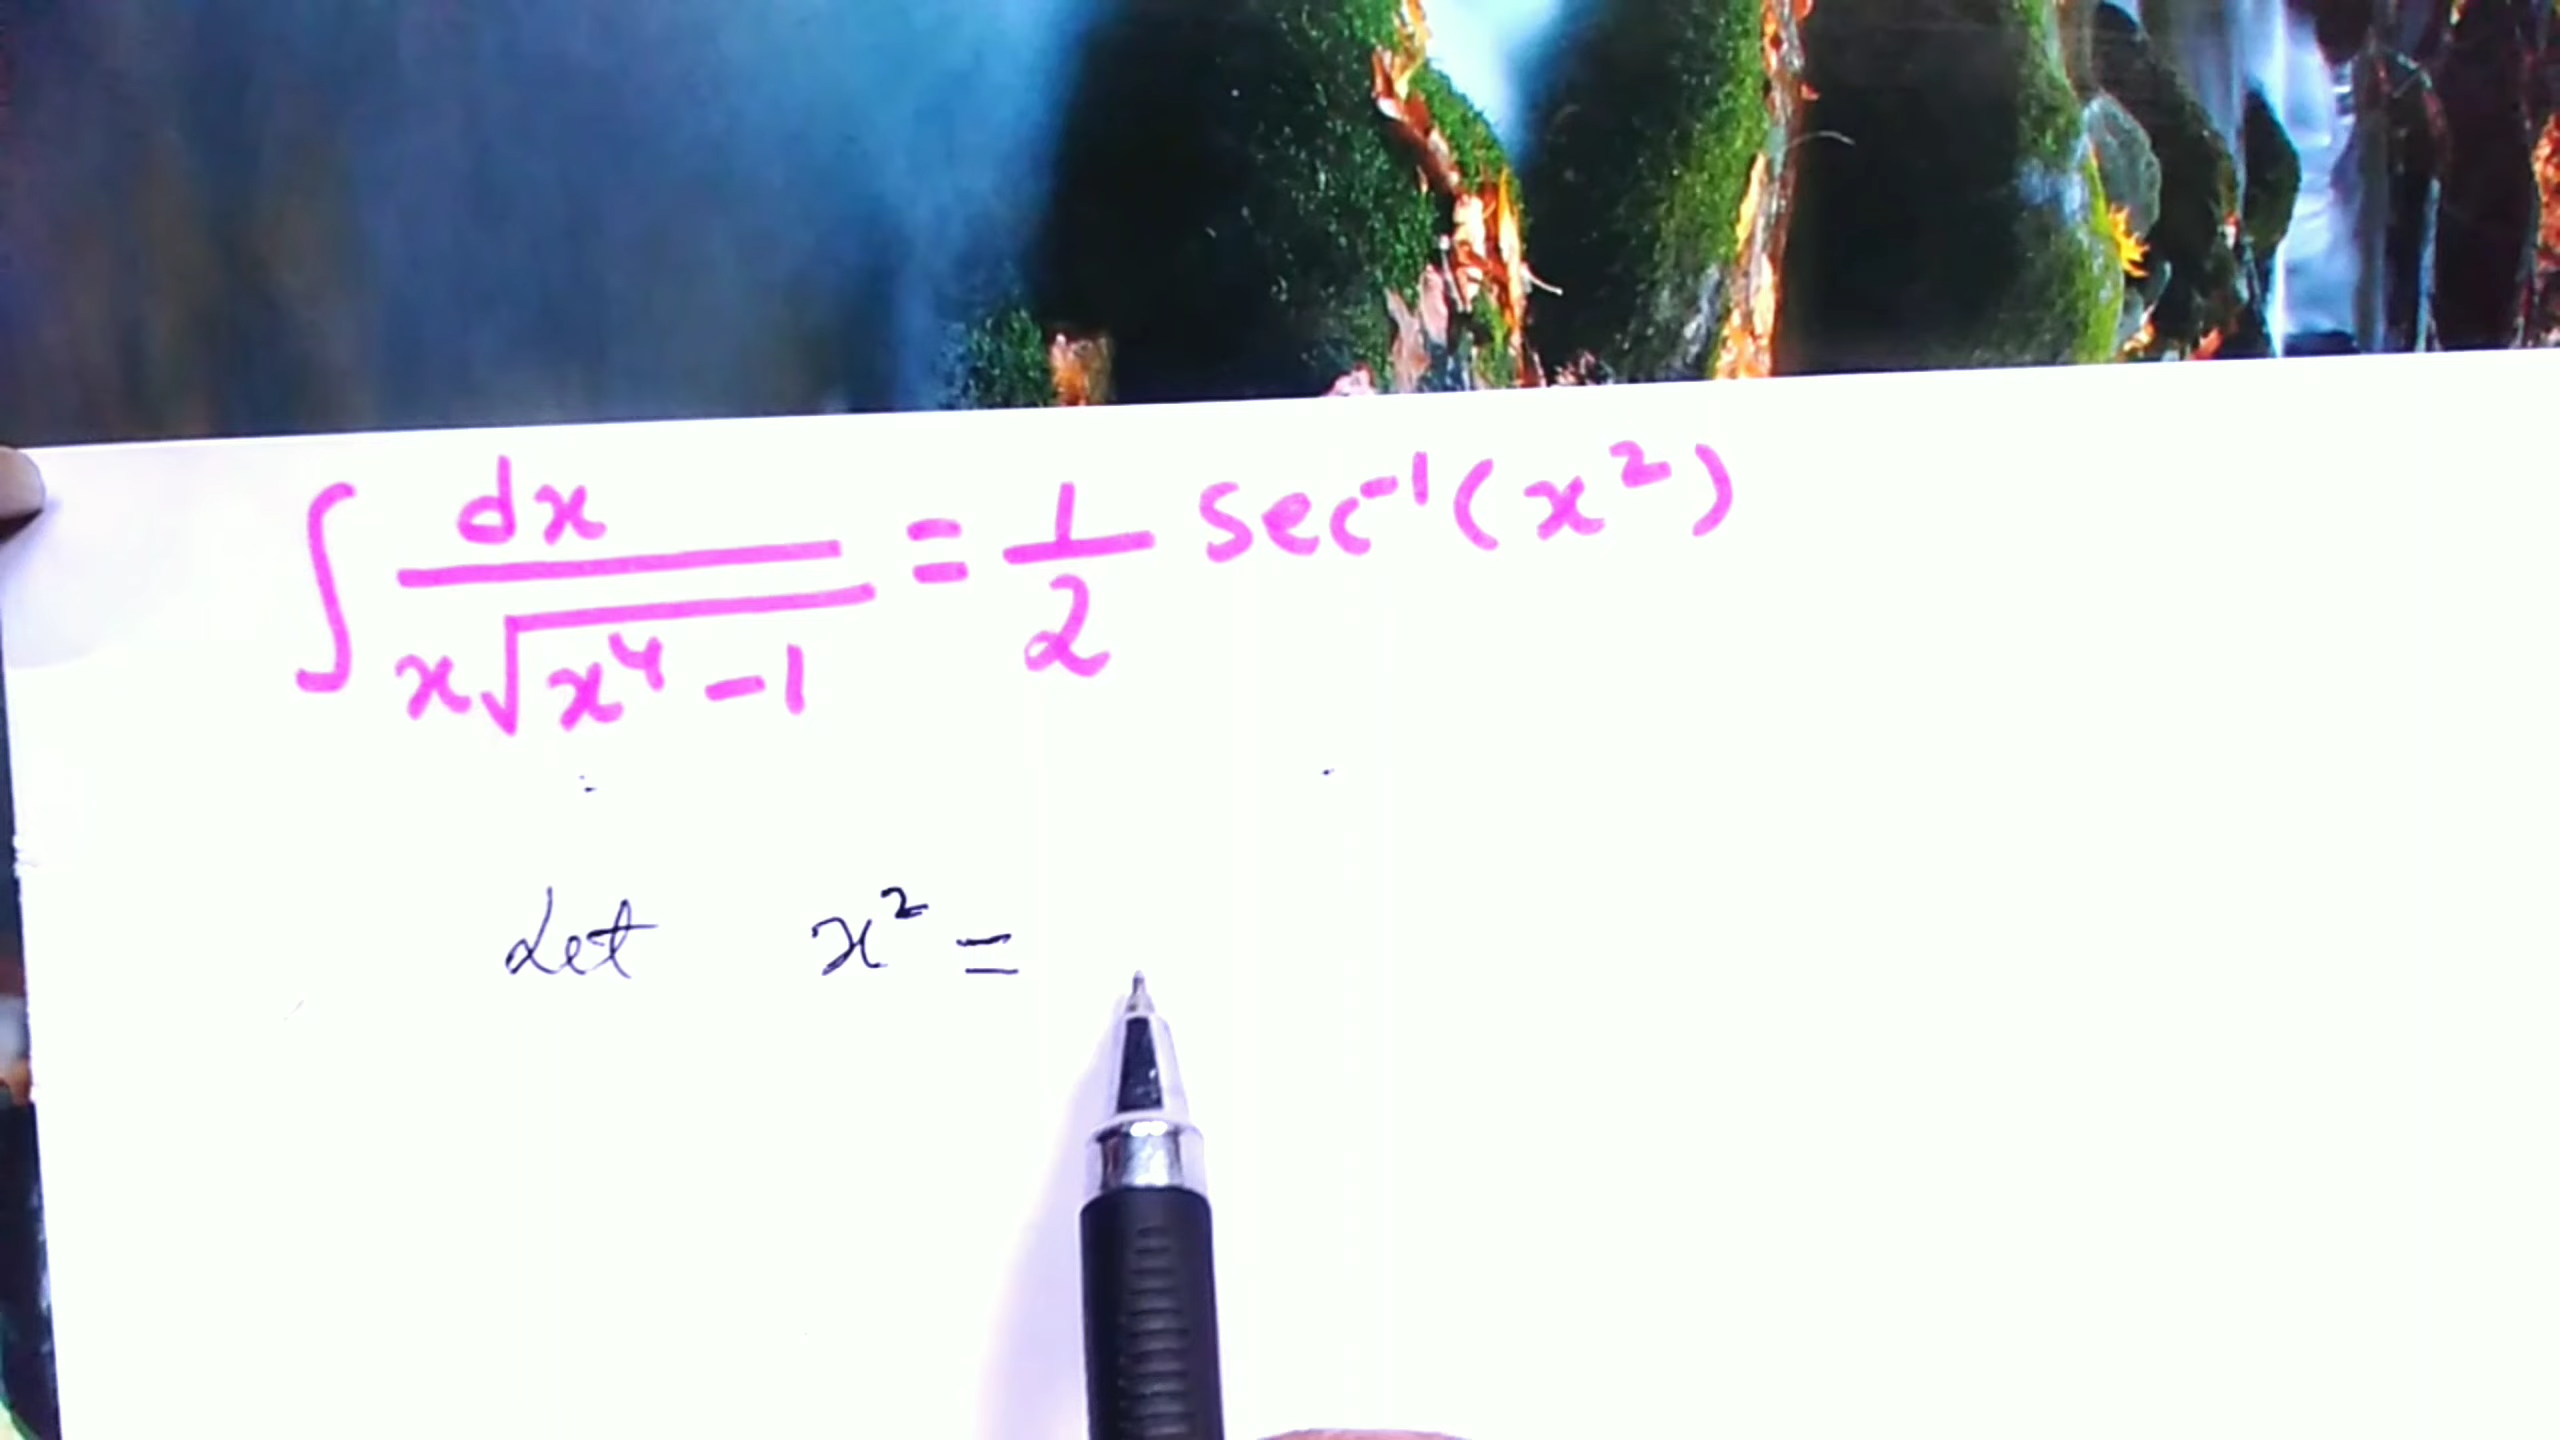 ∫ dx / x√x⁴-1 = 1/2 sec⁻¹(x²)
Let x² =